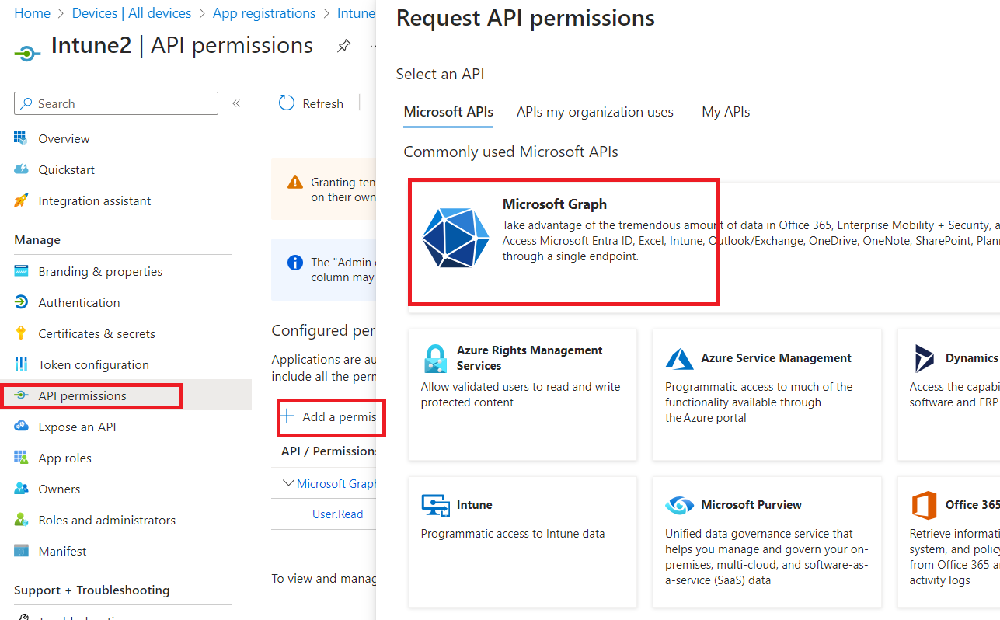 Home > Devices | All devices > App registrations > Intune
Intune2 | API permissions
Search
Overview
Quickstart
Integration assistant
Manage
Branding & properties
Authentication
Certificates & secrets
Token configuration
API permissions
Expose an API
App roles
Owners
Roles and administrators
Manifest
Support + Troubleshooting
Refresh
Granting ten
on their own
The "Admin
column may
Configured per
Applications are au
include all the perm
Add a permis
API / Permissions
Microsoft Graph
User.Read
To view and manag
Request API permissions
Select an API
Microsoft APIs
APIs my organization uses
My APIs
Commonly used Microsoft APIs
Microsoft Graph
Take advantage of the tremendous amount of data in Office 365, Enterprise Mobility + Security, a
Access Microsoft Entra ID, Excel, Intune, Outlook/Exchange, OneDrive, OneNote, SharePoint, Plan
through a single endpoint.
Azure Rights Management
Services
Allow validated users to read and write
protected content
Azure Service Management
Programmatic access to much of the
functionality available through
the Azure portal
Dynamics
Access the capabi
software and ERP
Intune
Programmatic access to Intune data
Microsoft Purview
Unified data governance service that
helps you manage and govern your on-
premises, multi-cloud, and software-as-
a-service (SaaS) data
Office 365
Retrieve informati
system, and policy
from Office 365 a
activity logs